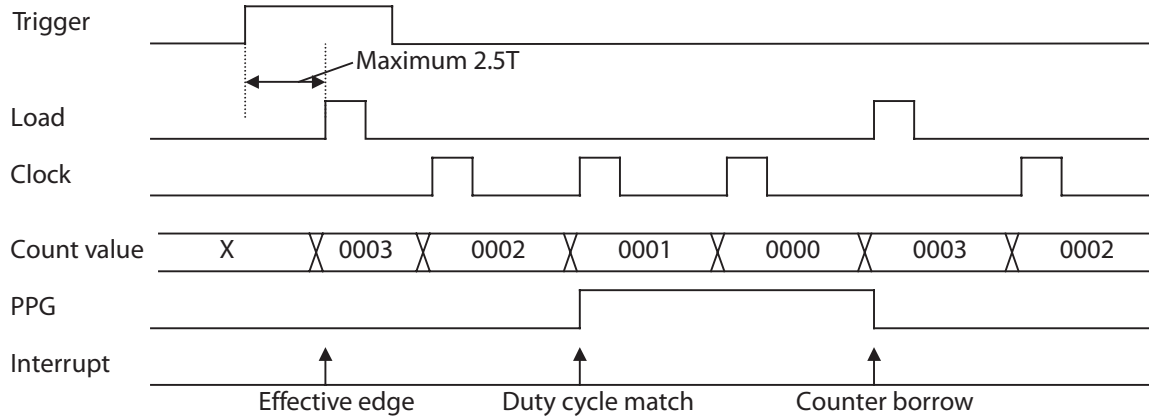 Trigger
Maximum 2.5T
Load
Clock
Count value X 0003 0002 0001 0000 0003 0002
PPG
Interrupt
Effective edge Duty cycle match Counter borrow